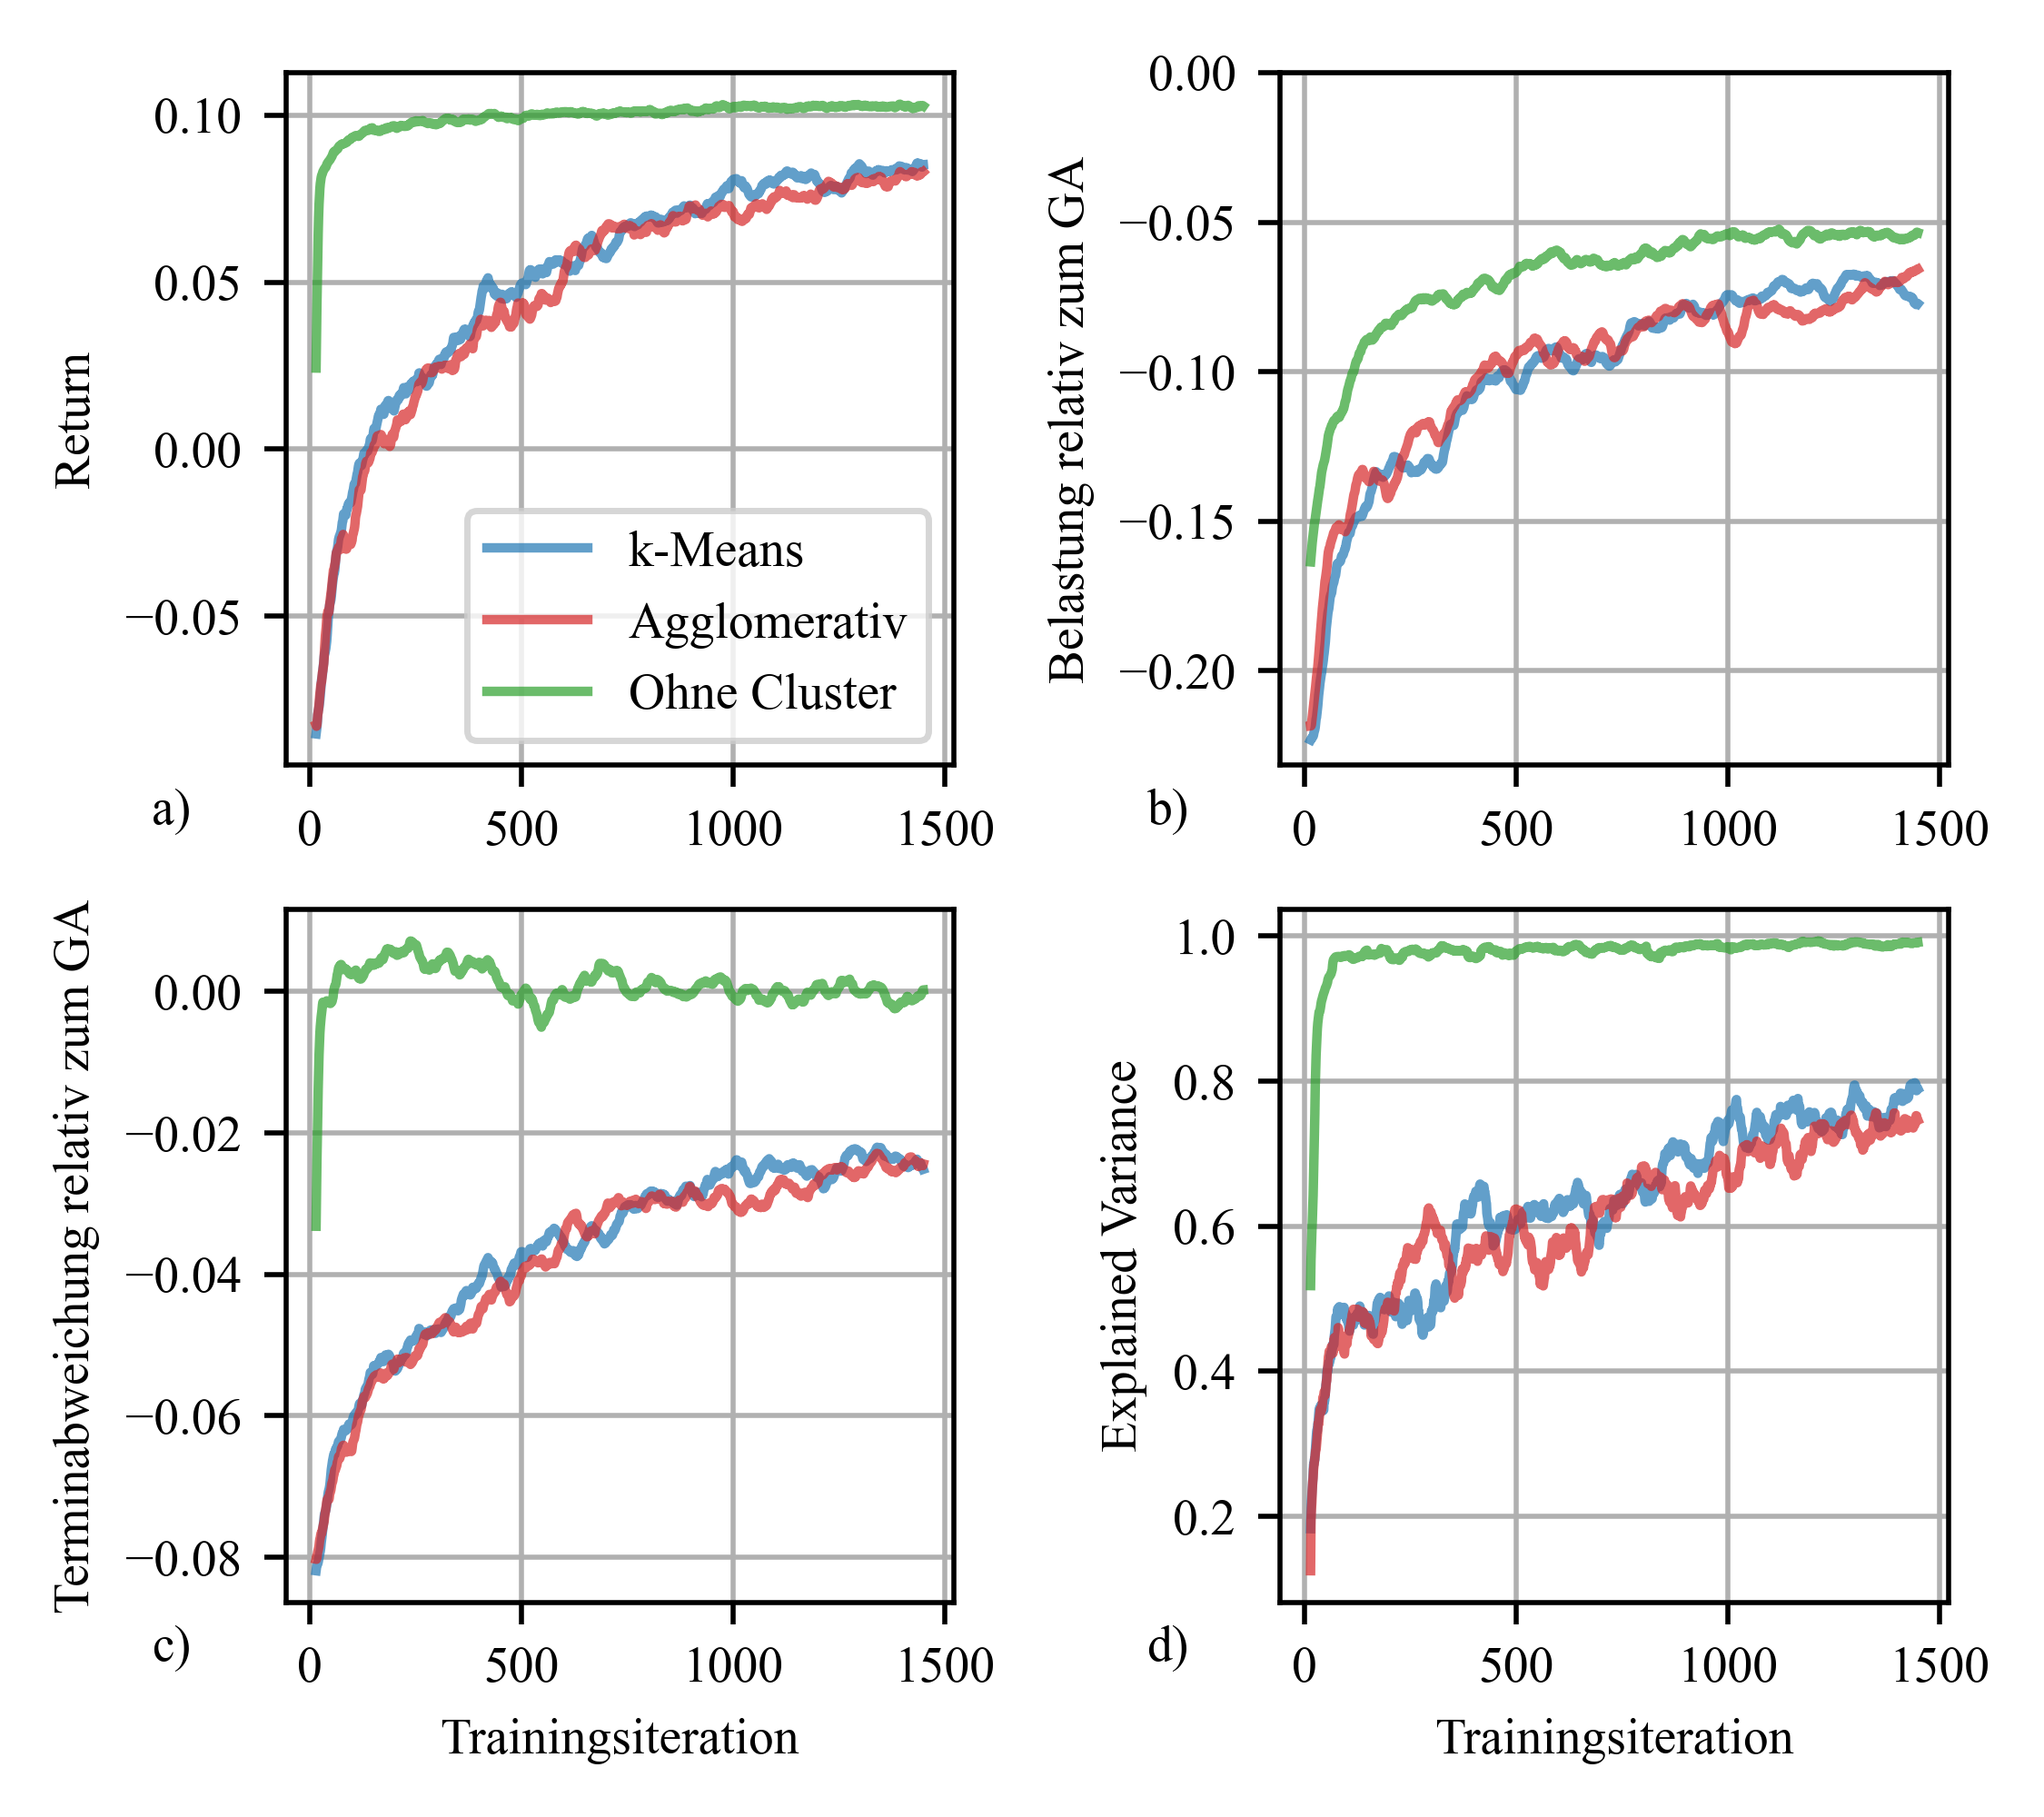 0.10
0.05
0.00
−0.05
Return
k-Means
Agglomerativ
Ohne Cluster
a)
0
500
1000
1500
0.00
−0.05
−0.10
−0.15
−0.20
Belastung relativ zum GA
b)
0
500
1000
1500
0.00
−0.02
−0.04
−0.06
−0.08
Terminabweichung relativ zum GA
c)
0
500
1000
1500
Trainingsiteration
1.0
0.8
0.6
0.4
0.2
Explained Variance
d)
0
500
1000
1500
Trainingsiteration